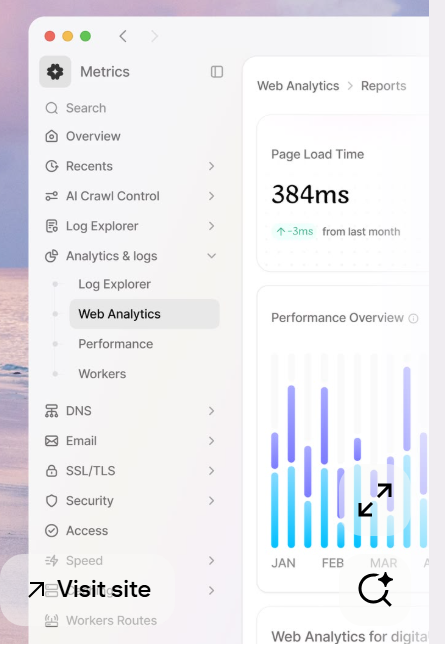 Metrics
Search
Overview
Recents
AI Crawl Control
Log Explorer
Analytics & logs
Log Explorer
Web Analytics
Performance
Workers
DNS
Email
SSL/TLS
Security
Access
Speed
Visit site
Workers Routes
Web Analytics > Reports
Page Load Time
384ms
-3ms from last month
Performance Overview
JAN FEB MAR A
Web Analytics for digita